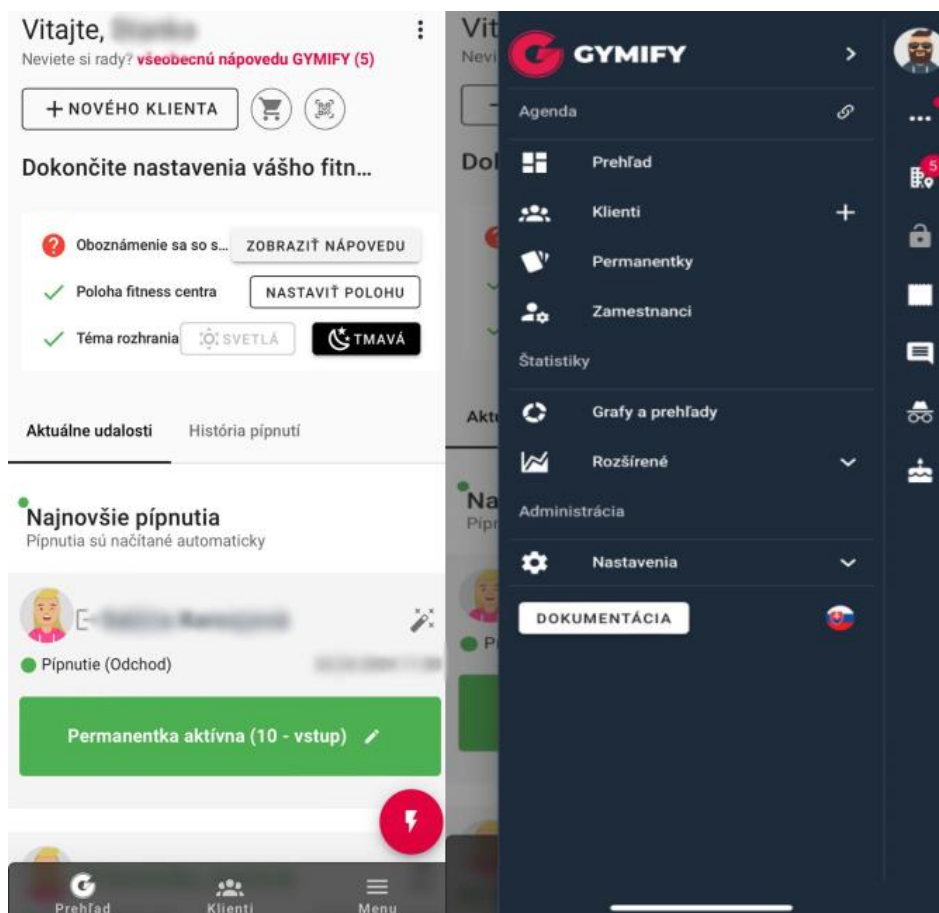 Vitajte,
Neviete si rady? všeobecnú nápovedu GYMIFY (5)
+ NOVÉHO KLIENTA
Dokončite nastavenia vášho fitn...
Oboznámenie sa so s... ZOBRAZIŤ NÁPOVEDU
Poloha fitness centra NASTAVIŤ POLOHU
Téma rozhrania SVETLÁ TMAVÁ
Aktuálne udalosti História pípnutí
Najnovšie pípnutia
Pípnutia sú načítané automaticky
Pípnutie (Odchod)
Permanentka aktívna (10 - vstup)
Prehľad Klienti Menu
Vit
Nevi
Dol
Aktu
Na
Pípn
P
GYMIFY
Agenda
Prehľad
Klienti
Permanentky
Zamestnanci
Štatistiky
Grafy a prehľady
Rozšírené
Administrácia
Nastavenia
DOKUMENTÁCIA
5